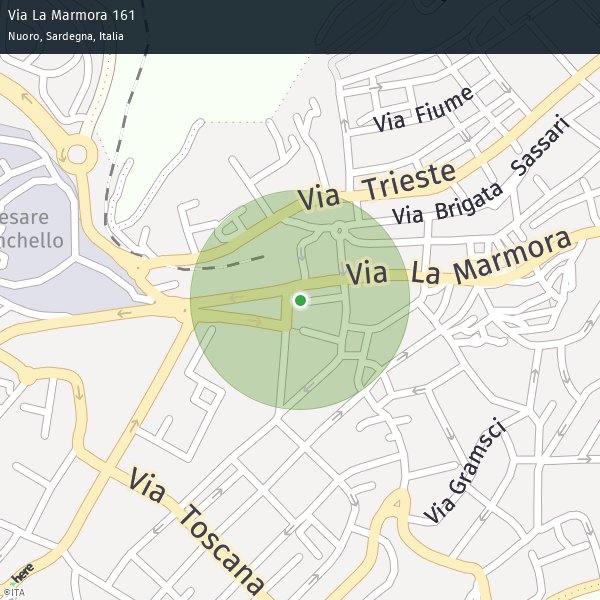 Via La Marmora 161
Nuoro, Sardegna, Italia
Via Fiume
Via Trieste
Via Brigata Sassari
esare
nchello
Via La Marmora
Via Gramsci
Via Toscana
here
©ITA